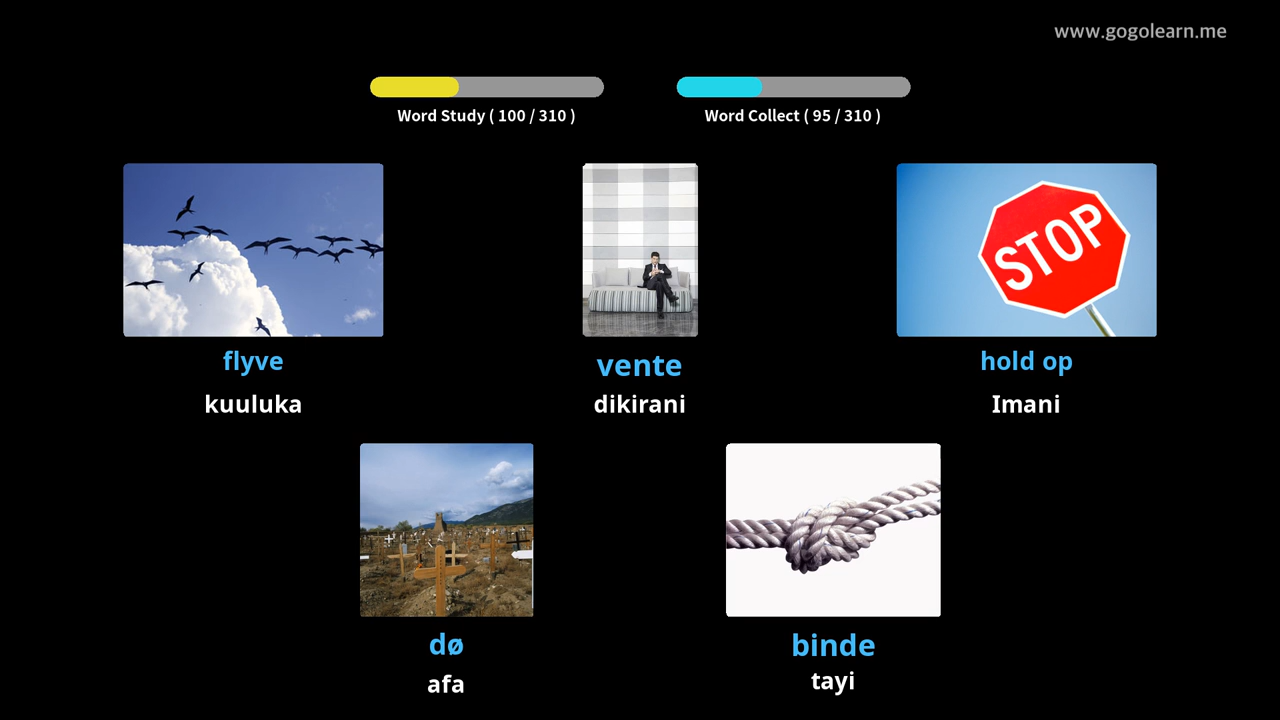 www.gogolearn.me
Word Study ( 100 / 310 )
Word Collect ( 95 / 310 )
STOP
flyve
vente
hold op
kuuluka
dikirani
Imani
dø
binde
afa
tayi